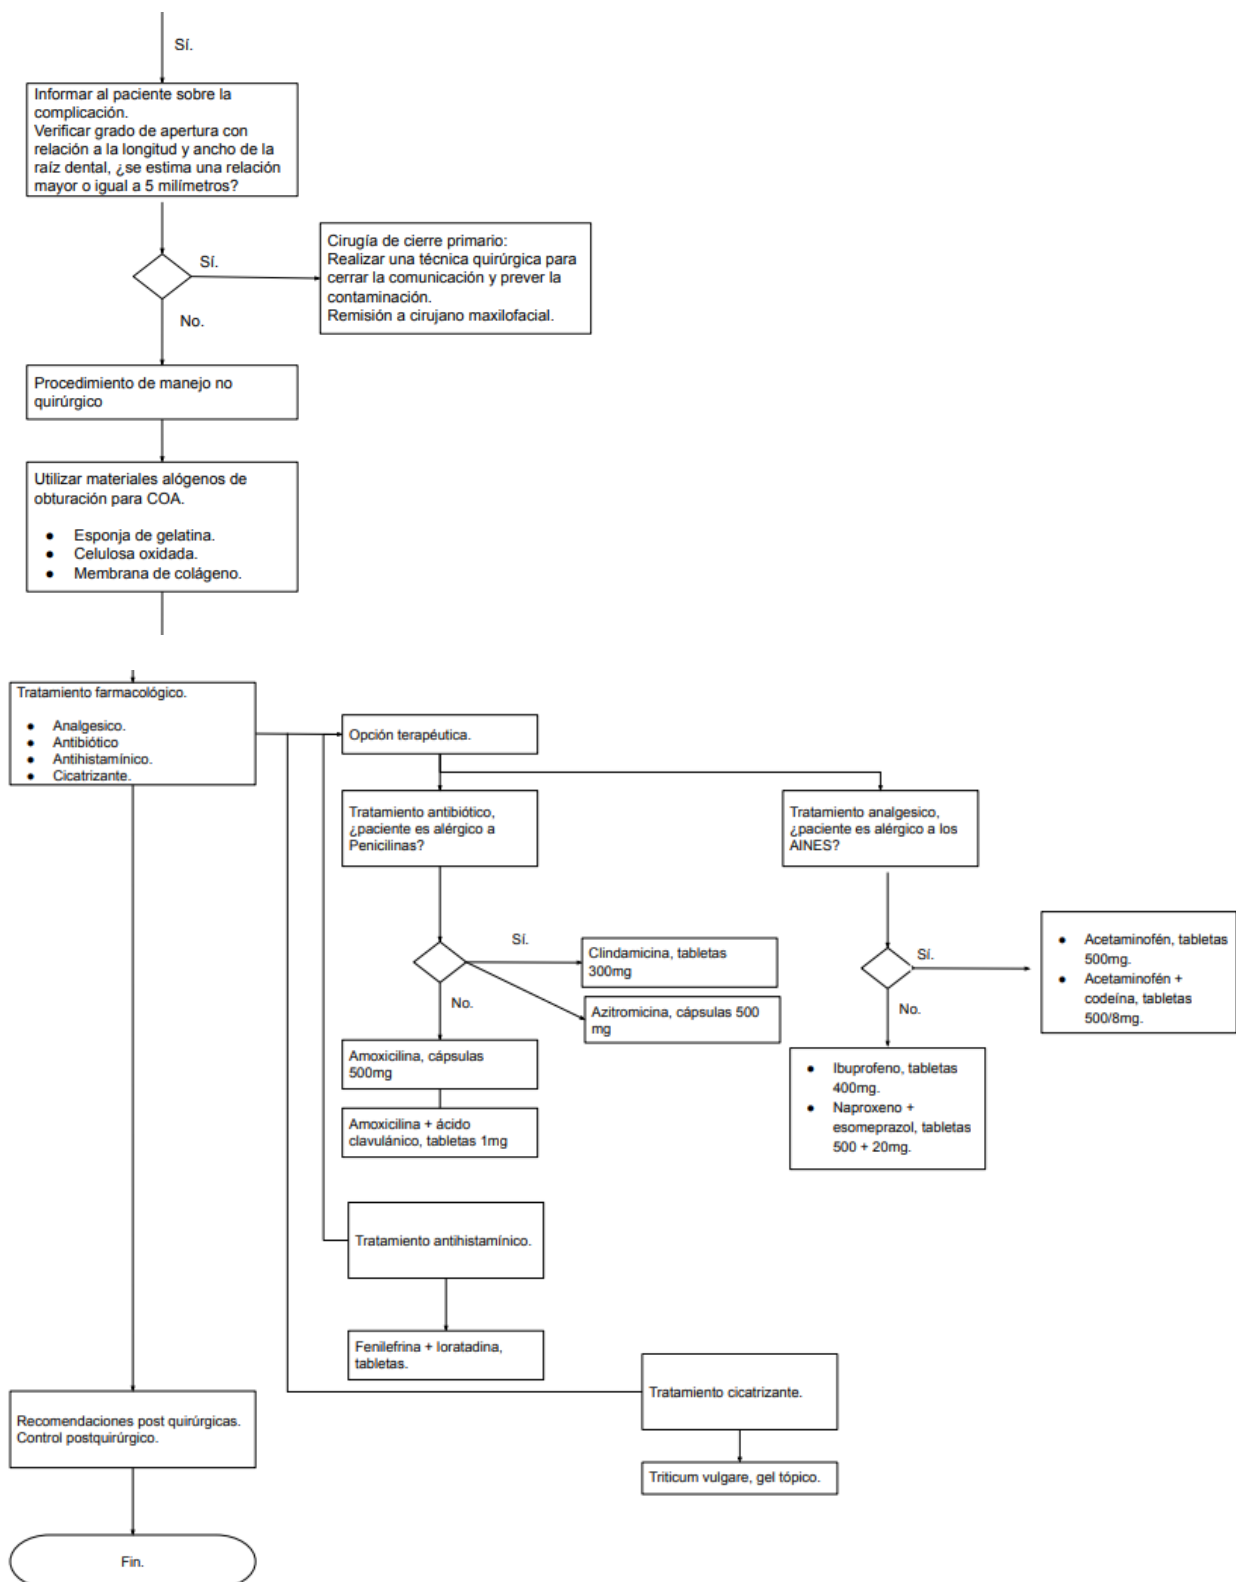 Sí.
Informar al paciente sobre la
complicación.
Verificar grado de apertura con
relación a la longitud y ancho de la
raíz dental, ¿se estima una relación
mayor o igual a 5 milímetros?
Sí.
Cirugía de cierre primario:
Realizar una técnica quirúrgica para
cerrar la comunicación y prever la
contaminación.
Remisión a cirujano maxilofacial.
No.
Procedimiento de manejo no
quirúrgico
Utilizar materiales alógenos de
obturación para COA.
● Esponja de gelatina.
● Celulosa oxidada.
● Membrana de colágeno.
Tratamiento farmacológico.
● Analgesico.
● Antibiótico
● Antihistamínico.
● Cicatrizante.
Opción terapéutica.
Tratamiento antibiótico,
¿paciente es alérgico a
Penicilinas?
Tratamiento analgesico,
¿paciente es alérgico a los
AINES?
Sí.
Clindamicina, tabletas
300mg
Azitromicina, cápsulas 500
mg
No.
Amoxicilina, cápsulas
500mg
Amoxicilina + ácido
clavulánico, tabletas 1mg
Sí.
● Acetaminofén, tabletas
500mg.
● Acetaminofén +
codeína, tabletas
500/8mg.
No.
● Ibuprofeno, tabletas
400mg.
● Naproxeno +
esomeprazol, tabletas
500 + 20mg.
Tratamiento antihistamínico.
Fenilefrina + loratadina,
tabletas.
Tratamiento cicatrizante.
Triticum vulgare, gel tópico.
Recomendaciones post quirúrgicas.
Control postquirúrgico.
Fin.